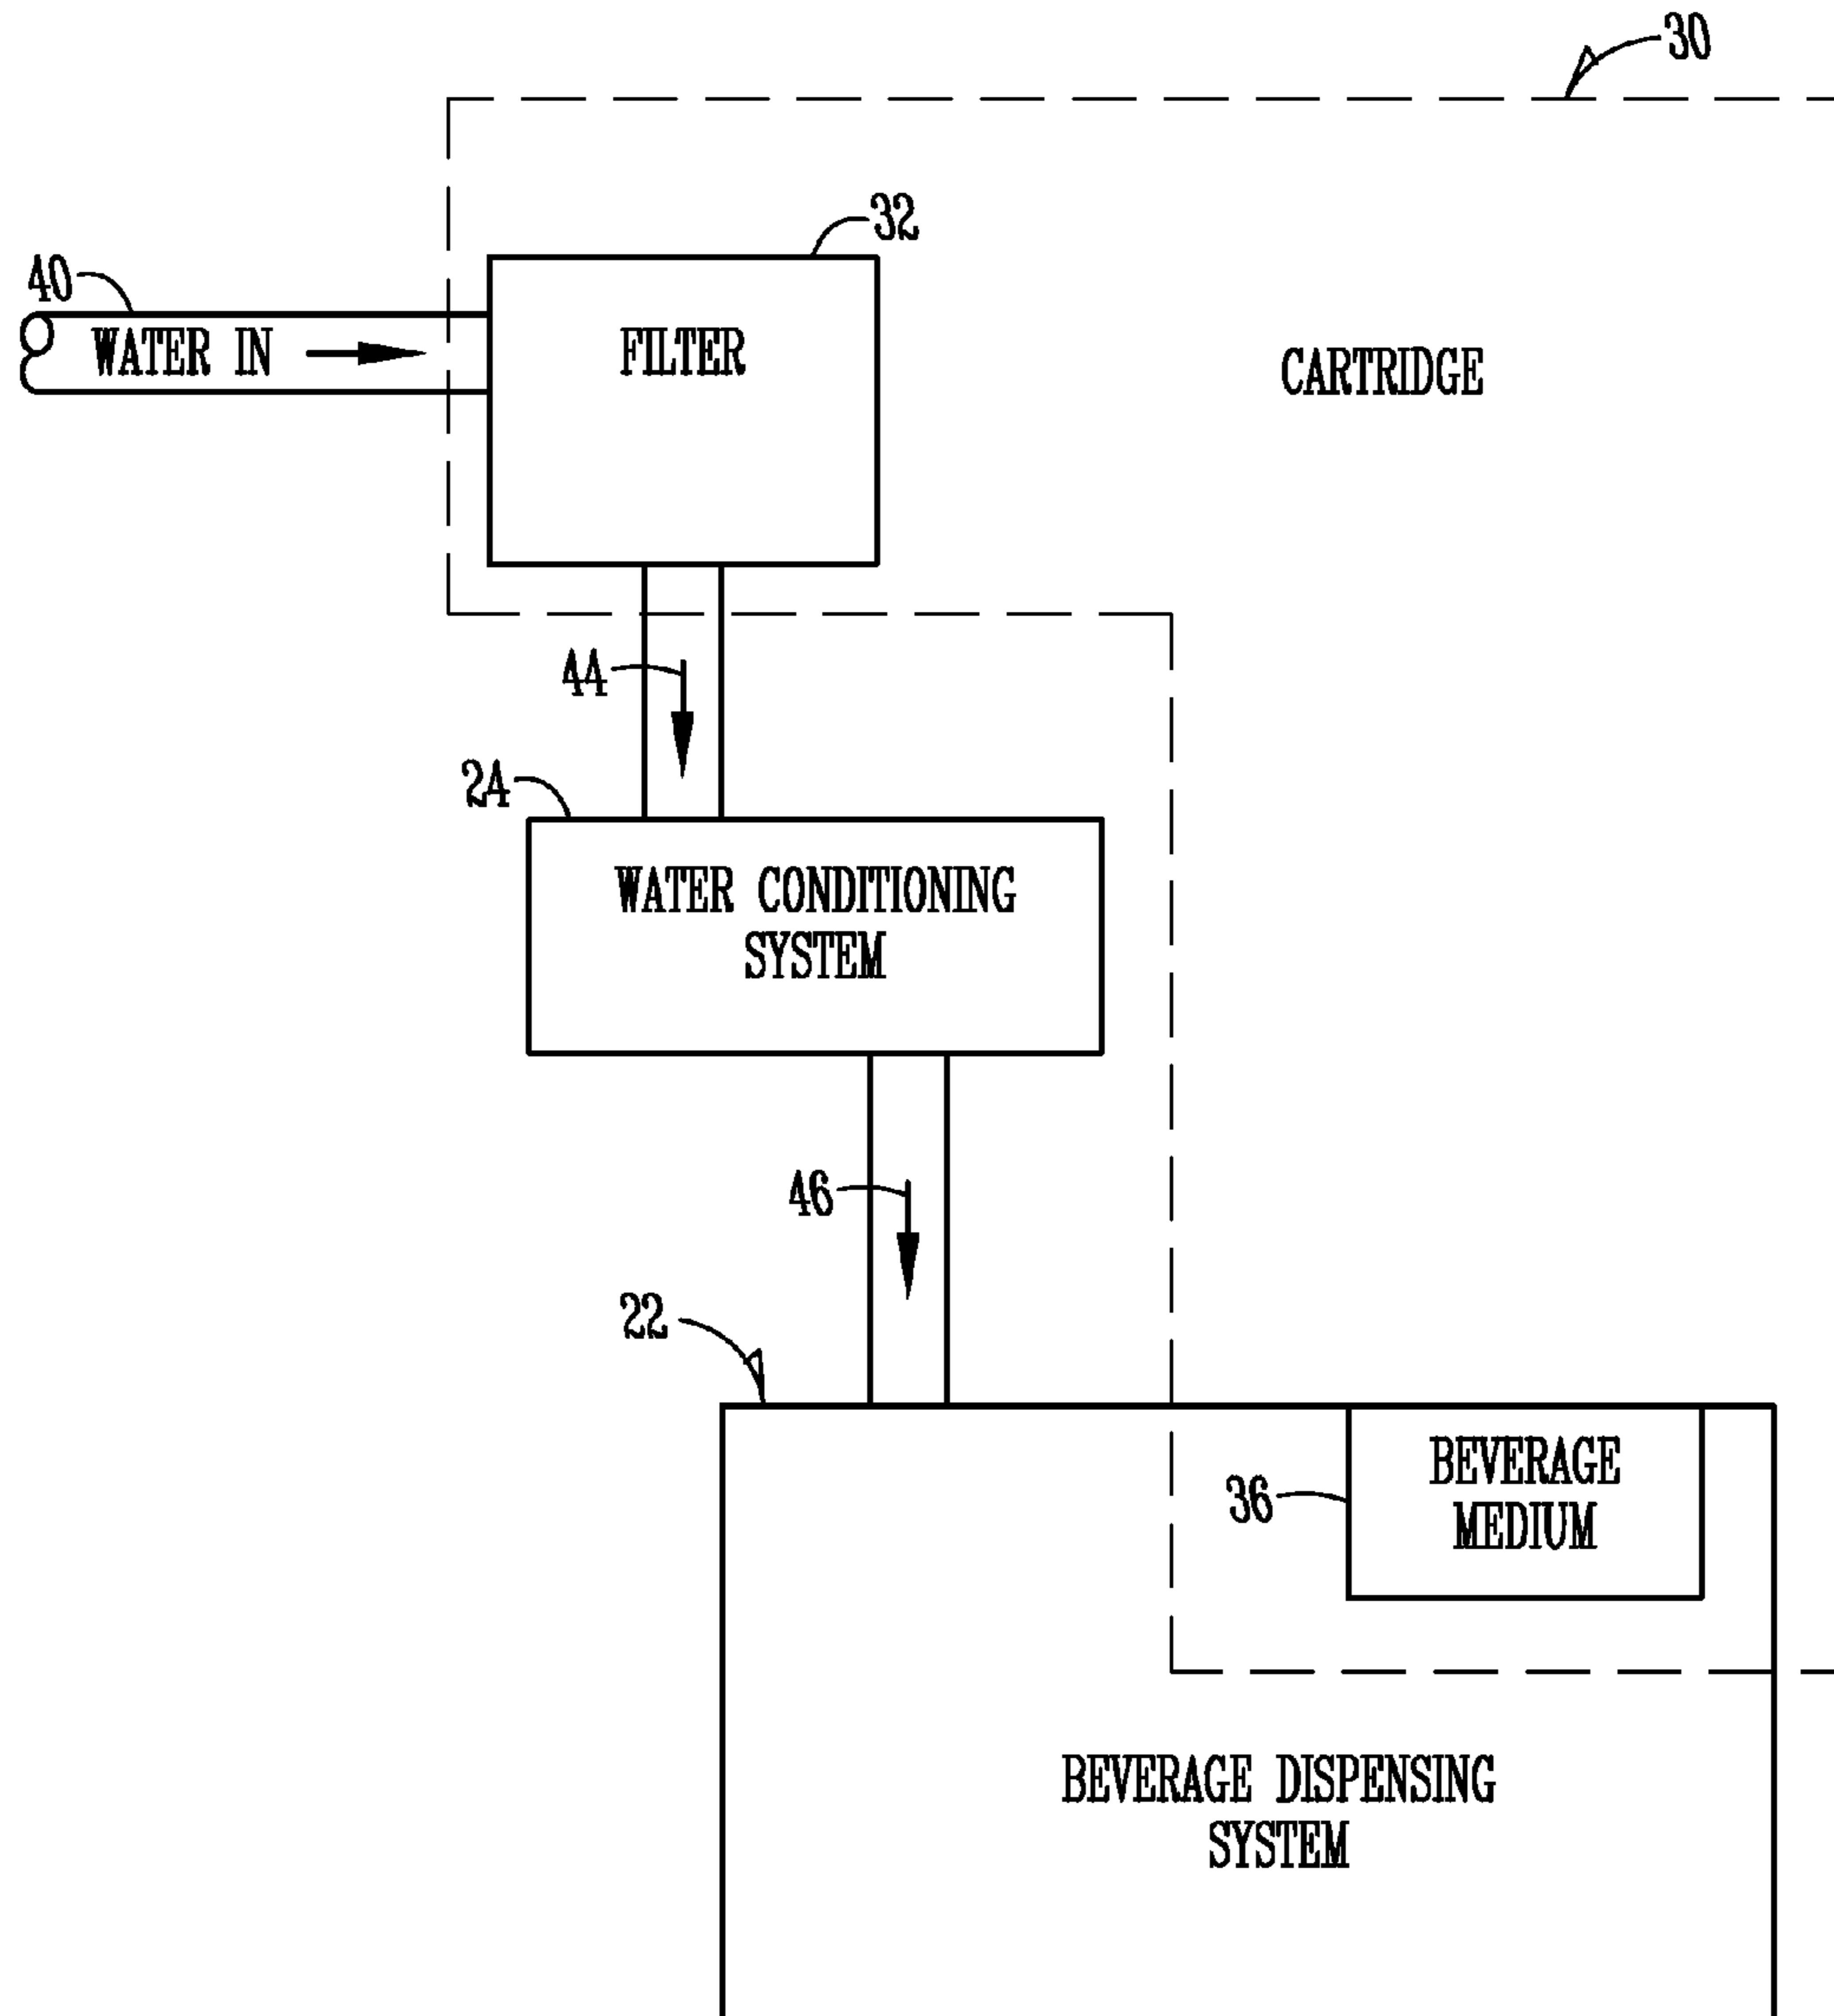 30
32
40
WATER IN
FILTER
CARTRIDGE
44
24
WATER CONDITIONING
SYSTEM
46
22
BEVERAGE
MEDIUM
36
BEVERAGE DISPENSING
SYSTEM